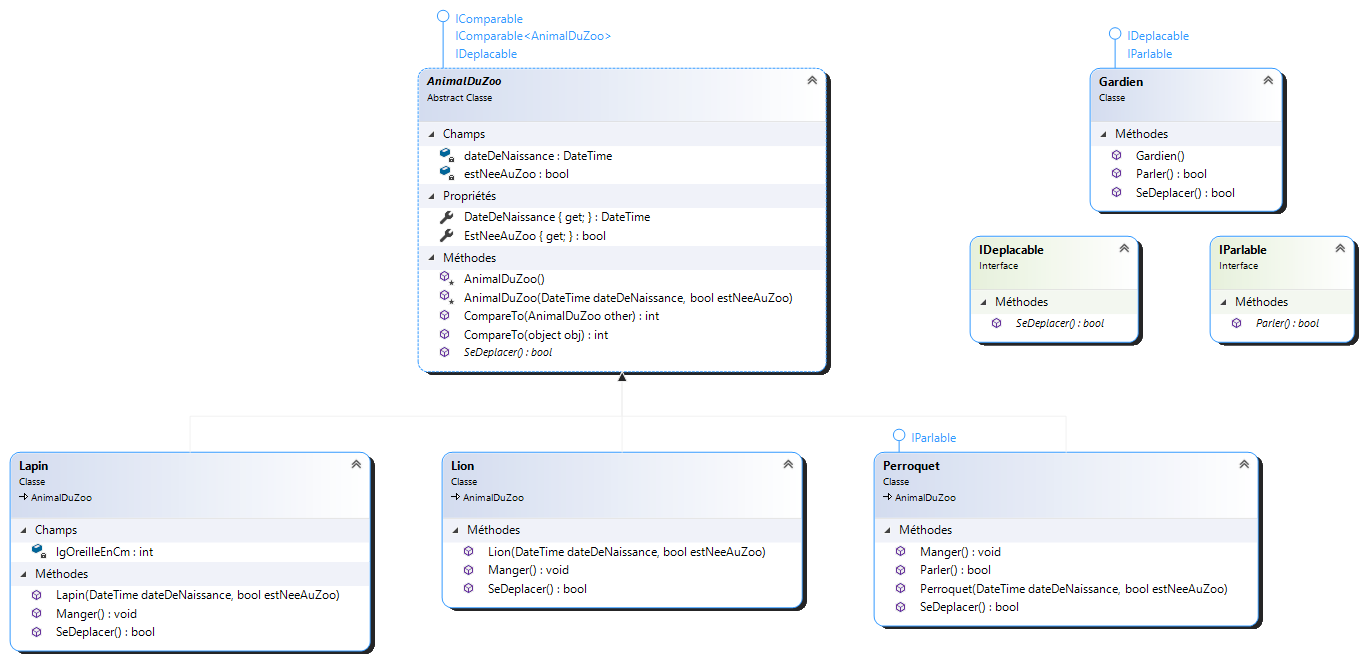 IComparable
IComparable<AnimalDuZoo>
IDeplacable
AnimalDuZoo
Abstract Classe
Champs
dateDeNaissance : DateTime
estNeeAuZoo : bool
Propriétés
DateDeNaissance { get; } : DateTime
EstNeeAuZoo { get; } : bool
Méthodes
AnimalDuZoo()
AnimalDuZoo(DateTime dateDeNaissance, bool estNeeAuZoo)
CompareTo(AnimalDuZoo other) : int
CompareTo(object obj) : int
SeDeplacer() : bool
IDeplacable
IParlable
Gardien
Classe
Méthodes
Gardien()
Parler() : bool
SeDeplacer() : bool
IDeplacable
Interface
Méthodes
SeDeplacer() : bool
IParlable
Interface
Méthodes
Parler() : bool
Lapin
Classe
AnimalDuZoo
Champs
lgOreilleEnCm : int
Méthodes
Lapin(DateTime dateDeNaissance, bool estNeeAuZoo)
Manger() : void
SeDeplacer() : bool
Lion
Classe
AnimalDuZoo
Méthodes
Lion(DateTime dateDeNaissance, bool estNeeAuZoo)
Manger() : void
SeDeplacer() : bool
IParlable
Perroquet
Classe
AnimalDuZoo
Méthodes
Manger() : void
Parler() : bool
Perroquet(DateTime dateDeNaissance, bool estNeeAuZoo)
SeDeplacer() : bool